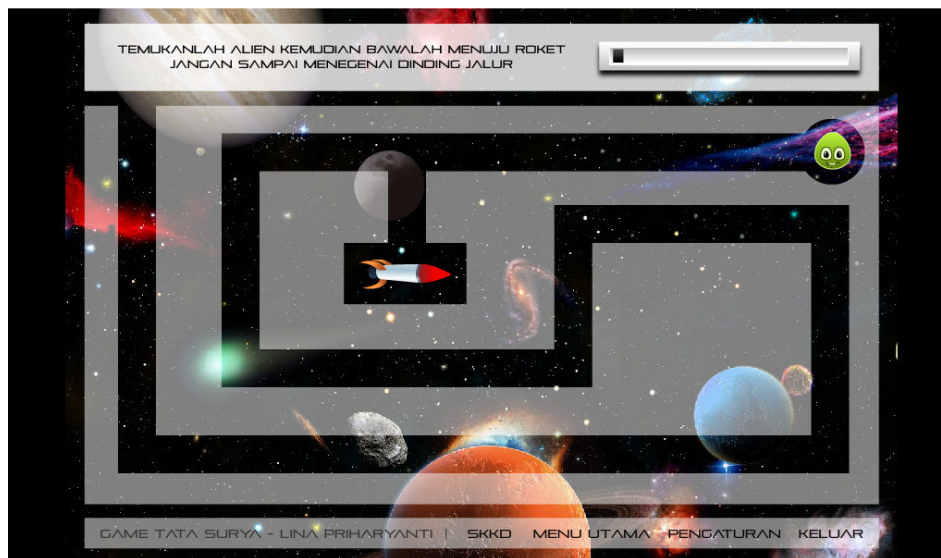 TEMUKANLAH ALIEN KEMUDIAN BAWALAH MENUJU ROKET
JANGAN SAMPAI MENEGENAI DINDING JALUR
GAME TATA SURYA - LINA PRIHARYANTI | SKKD MENU UTAMA PENGATURAN KELUAR